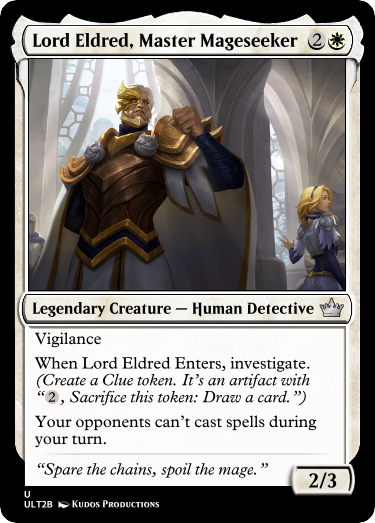 Lord Eldred, Master Mageseeker 2
Legendary Creature — Human Detective
Vigilance
When Lord Eldred Enters, investigate.
(Create a Clue token. It's an artifact with
“2, Sacrifice this token: Draw a card.”)
Your opponents can't cast spells during
your turn.
“Spare the chains, spoil the mage.”
2/3
U
ULT2B Kudos Productions